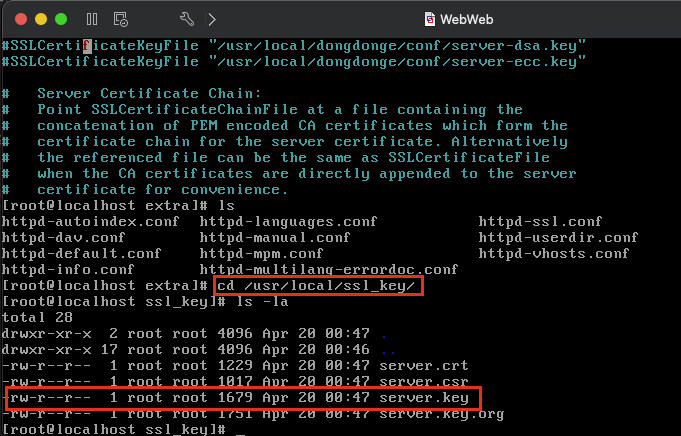 WebWeb
#SSLCertificateKeyFile "/usr/local/dongdonge/conf/server-dsa.key"
#SSLCertificateKeyFile "/usr/local/dongdonge/conf/server-ecc.key"
#   Server Certificate Chain:
#   Point SSLCertificateChainFile at a file containing the
#   concatenation of PEM encoded CA certificates which form the
#   certificate chain for the server certificate. Alternatively
#   the referenced file can be the same as SSLCertificateFile
#   when the CA certificates are directly appended to the server
#   certificate for convenience.
[root@localhost extra]# ls
httpd-autoindex.conf  httpd-languages.conf           httpd-ssl.conf
httpd-dav.conf        httpd-manual.conf              httpd-userdir.conf
httpd-default.conf    httpd-mpm.conf                 httpd-vhosts.conf
httpd-info.conf       httpd-multilang-errordoc.conf
[root@localhost extra]# cd /usr/local/ssl_key/
[root@localhost ssl_key]# ls -la
total 28
drwxr-xr-x  2 root root 4096 Apr 20 00:47 .
drwxr-xr-x 17 root root 4096 Apr 20 00:46 ..
-rw-r--r--  1 root root 1229 Apr 20 00:47 server.crt
-rw-r--r--  1 root root 1017 Apr 20 00:47 server.csr
-rw-r--r--  1 root root 1679 Apr 20 00:47 server.key
-rw-r--r--  1 root root 1751 Apr 20 00:47 server.key.org
[root@localhost ssl_key]# _